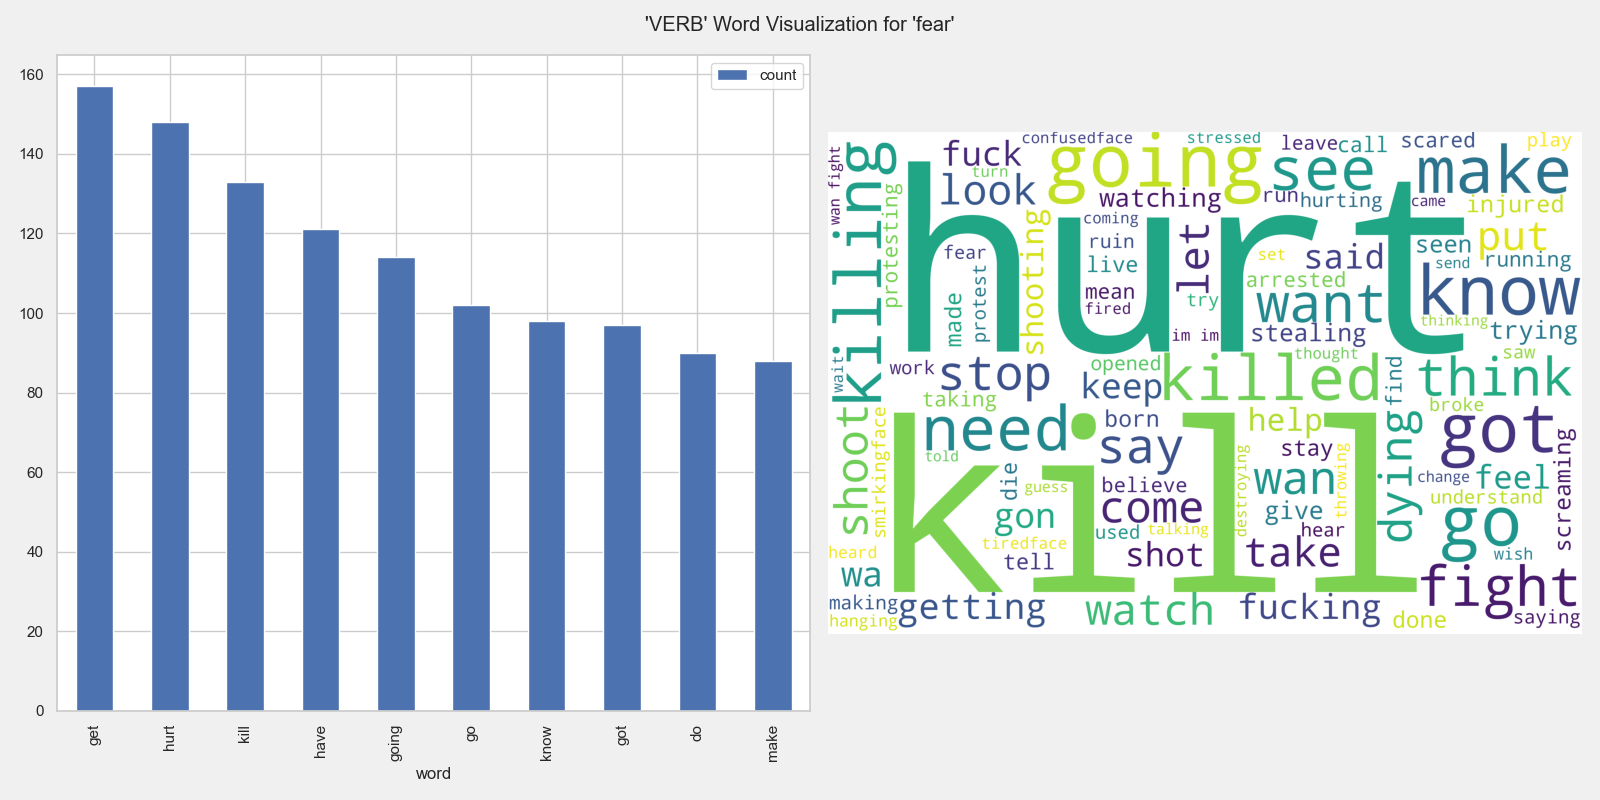 'VERB' Word Visualization for 'fear'
count
160
140
120
100
80
60
40
20
0
get hurt kill have going go know got do make
word
confusedface stressed leave call scared play
wan fight fuck going see make
turn look watching run hurting came injured
killing protesting shooting coming hurt let said seen put
fear ruin set send running
live arrested know
made protest mean try want
fired thinking
im im stealing trying
wait work stop opened thought killed find think saw
keep
taking broke
shoot smirkingface need born help dying got
told say stay
die guess believe destroying wan throwing change feel screaming
come give understand
gon used talking hear go
heard tiredface
wa tell shot take wish
making getting watch fucking fight
hanging kill done saying